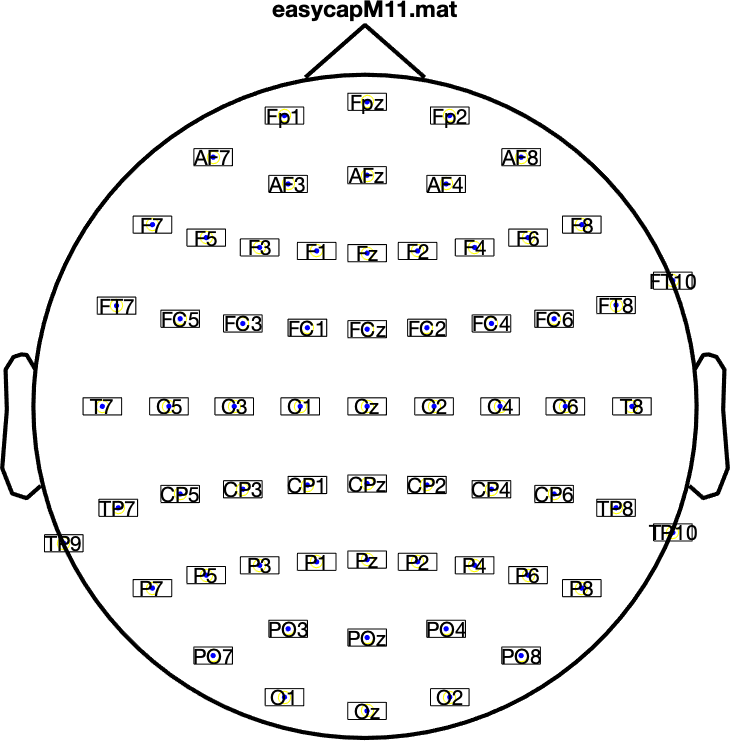 easycapM11.mat
Fpz
Fp1 Fp2
AF7 AF8
AF3 AFz AF4
F7 F8
F5 F3 F1 Fz F2 F4 F6
FT10
FT7 FC5 FC3 FC1 FCz FC2 FC4 FC6 FT8
T7 C5 C3 C1 Cz C2 C4 C6 T8
TP7 CP5 CP3 CP1 CPz CP2 CP4 CP6 TP8
TP9 TP10
P7 P5 P3 P1 Pz P2 P4 P6 P8
PO3 POz PO4
PO7 PO8
O1 Oz O2